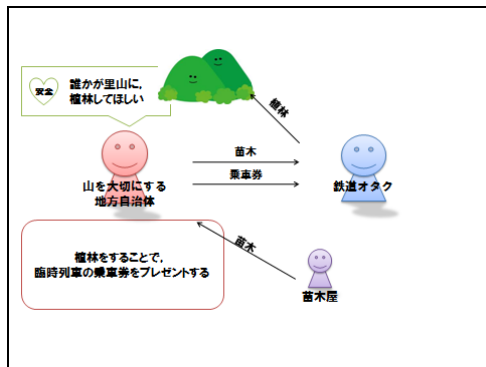 安全
誰かが里山に,
植林してほしい
植林
苗木
乗車券
山を大切にする
地方自治体
鉄道オタク
植林をすることで,
臨時列車の乗車券をプレゼントする
苗木
苗木屋